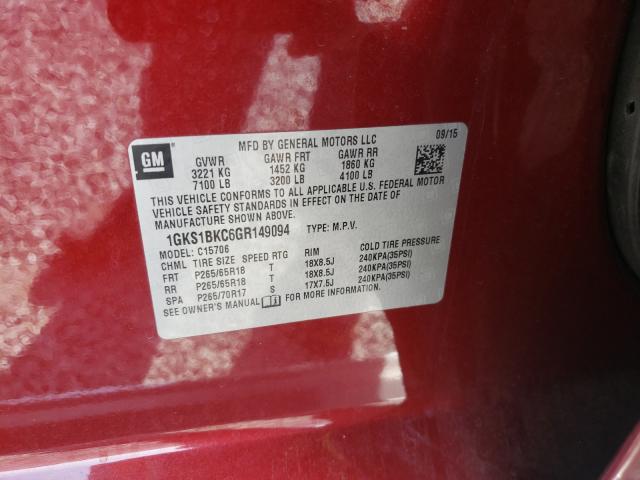 MFD BY GENERAL MOTORS LLC 09/15
GM
GVWR GAWR FRT GAWR RR
3221 KG 1452 KG 1860 KG
7100 LB 3200 LB 4100 LB
THIS VEHICLE CONFORMS TO ALL APPLICABLE U.S. FEDERAL MOTOR
VEHICLE SAFETY STANDARDS IN EFFECT ON THE DATE OF
MANUFACTURE SHOWN ABOVE.
1GKS1BKC6GR149094 TYPE: M.P.V.
MODEL: C15706
CHML TIRE SIZE SPEED RTG RIM COLD TIRE PRESSURE
FRT P265/65R18 T 18X8.5J 240KPA(35PSI)
RR P265/65R18 T 18X8.5J 240KPA(35PSI)
SPA P265/70R17 S 17X7.5J 240KPA(35PSI)
SEE OWNER'S MANUAL FOR MORE INFORMATION.